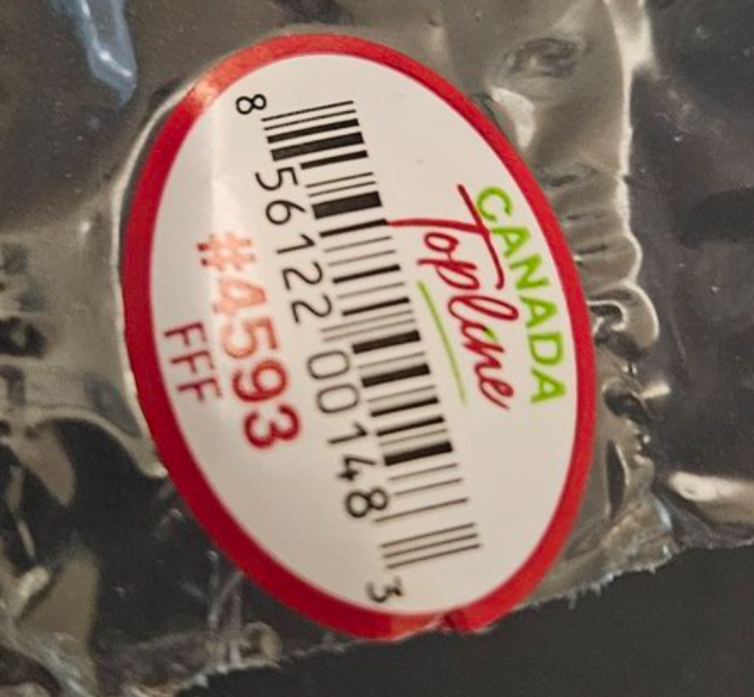 CANADA
Topline
8 56122 00148 3
#4593
FFF